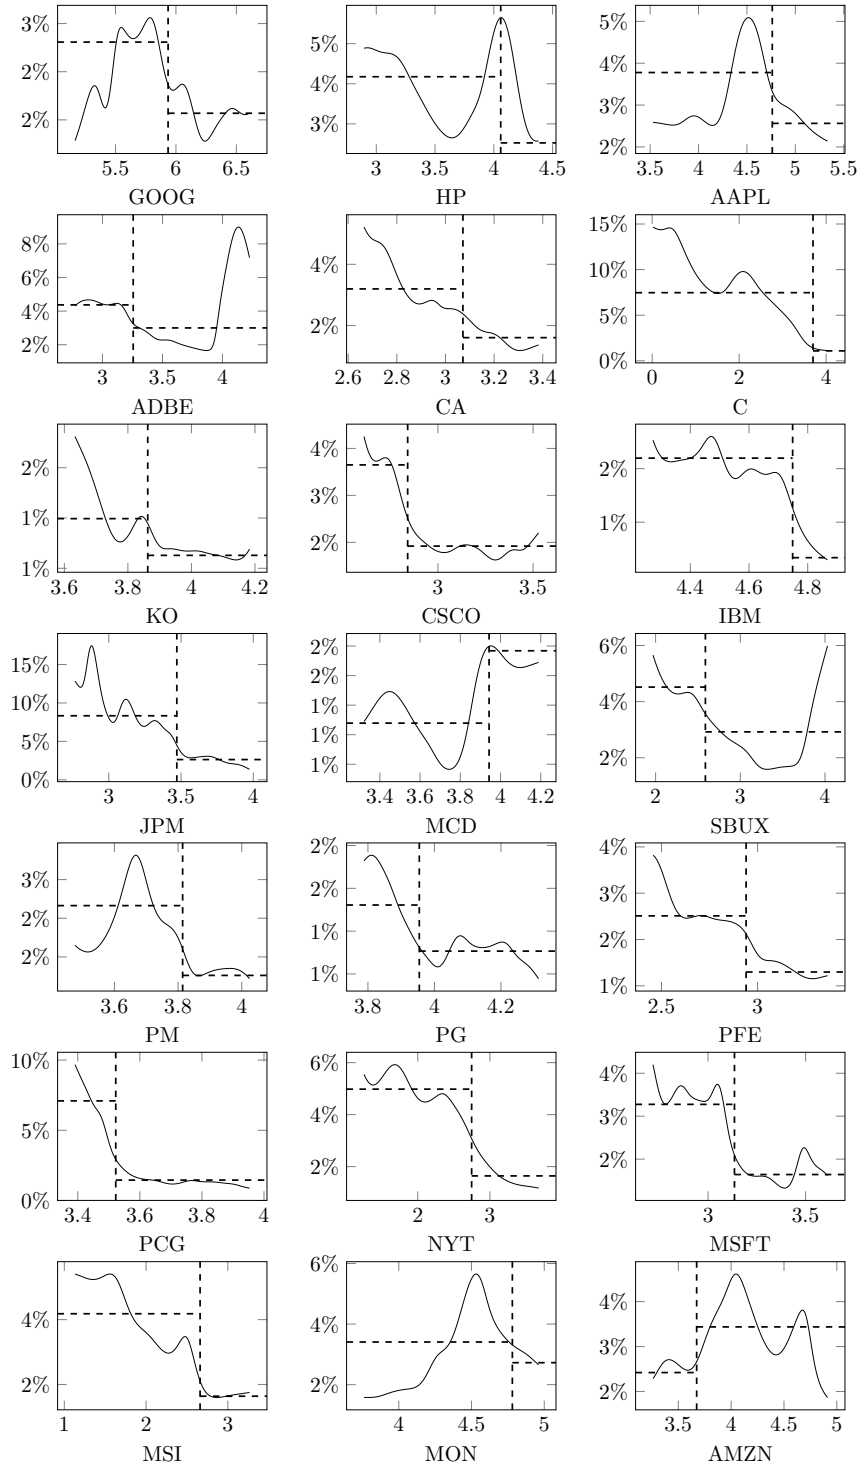 3%
2%
2%
5.5 6 6.5
GOOG
5%
4%
3%
3 3.5 4 4.5
HP
5%
4%
3%
2%
3.5 4 4.5 5 5.5
AAPL
8%
6%
4%
2%
3 3.5 4
ADBE
4%
2%
2.6 2.8 3 3.2 3.4
CA
15%
10%
5%
0%
0 2 4
C
2%
1%
1%
3.6 3.8 4 4.2
KO
4%
3%
2%
3 3.5
CSCO
2%
1%
4.4 4.6 4.8
IBM
15%
10%
5%
0%
3 3.5 4
JPM
2%
2%
1%
1%
1%
3.4 3.6 3.8 4 4.2
MCD
6%
4%
2%
2 3 4
SBUX
3%
2%
2%
3.6 3.8 4
PM
2%
2%
1%
1%
3.8 4 4.2
PG
4%
3%
2%
1%
2.5 3
PFE
10%
5%
0%
3.4 3.6 3.8 4
PCG
6%
4%
2%
2 3
NYT
4%
3%
2%
3 3.5
MSFT
4%
2%
1 2 3
MSI
6%
4%
2%
4 4.5 5
MON
4%
3%
2%
3.5 4 4.5 5
AMZN